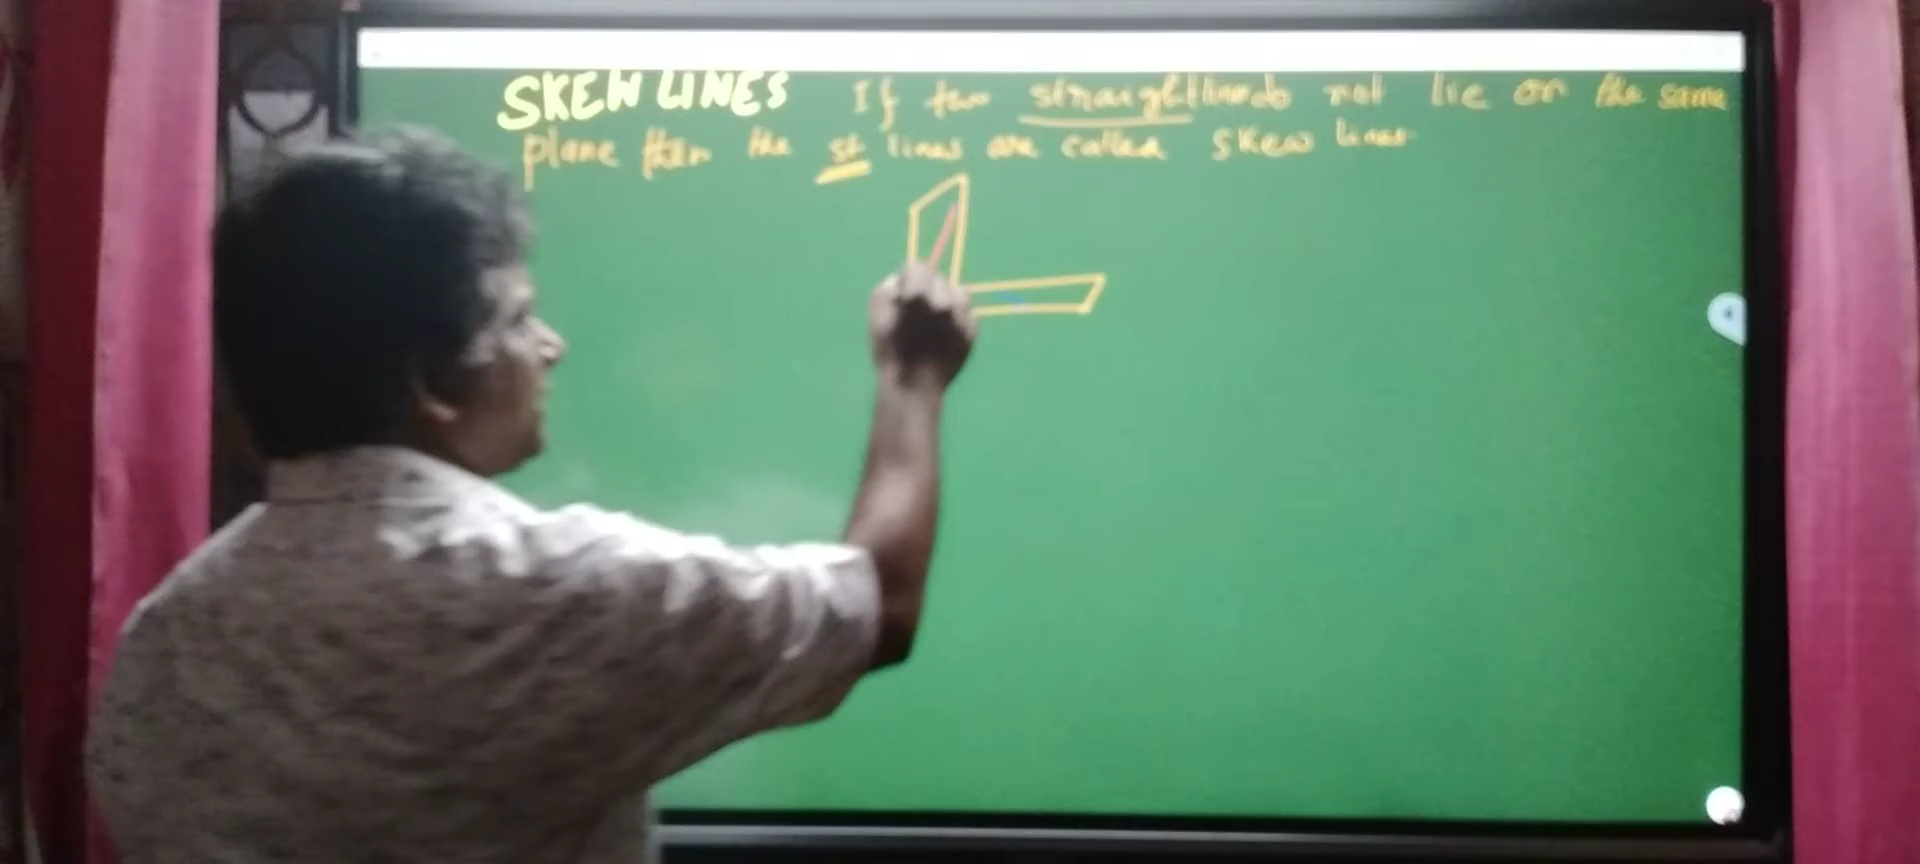 SKEW LINES If two straightlines do not lie on the same
plane then the st lines are called skew lines